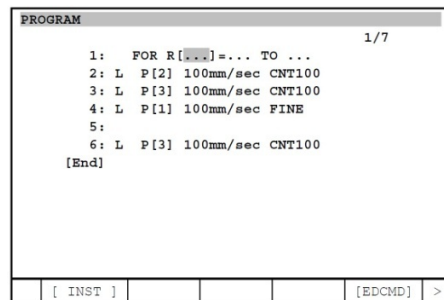 PROGRAM
1/7
1: FOR R[...]=... TO ...
2: L P[2] 100mm/sec CNT100
3: L P[3] 100mm/sec CNT100
4: L P[1] 100mm/sec FINE
5:
6: L P[3] 100mm/sec CNT100
[End]
[ INST ] [EDCMD] >